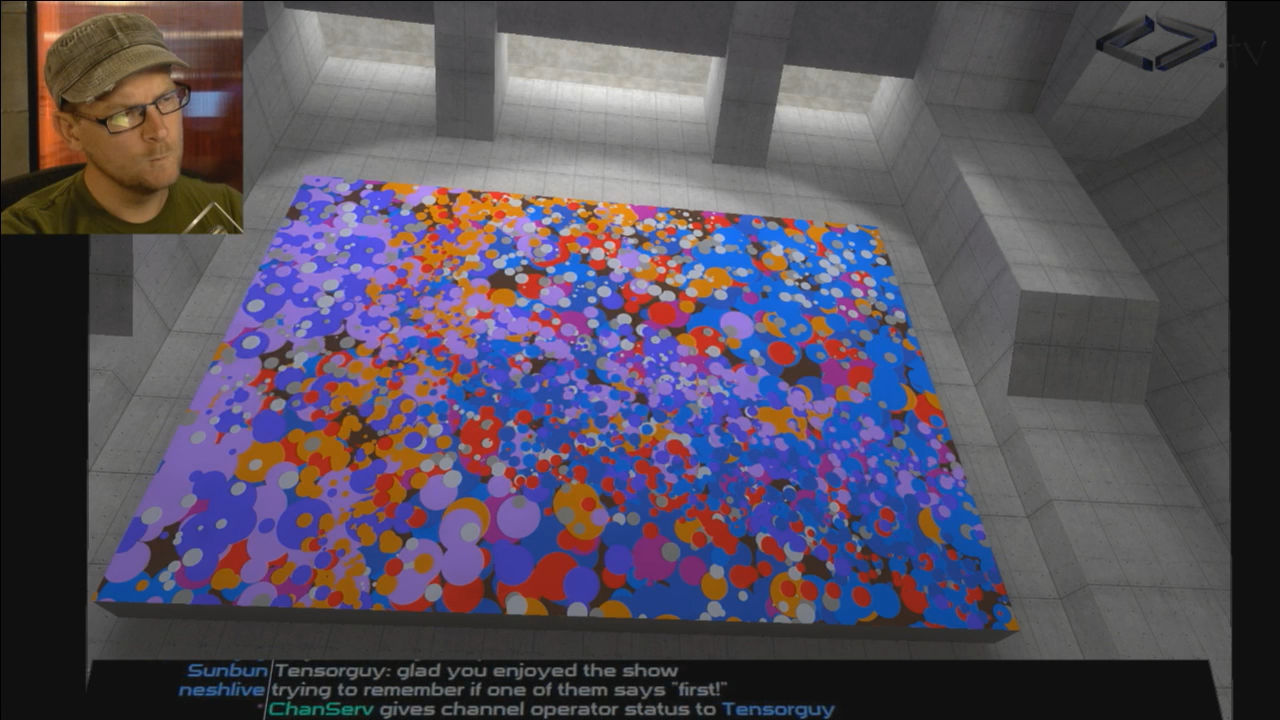 .tv
Sunbun Tensorguy: glad you enjoyed the show
neshlive trying to remember if one of them says "first!"
* ChanServ gives channel operator status to Tensorguy